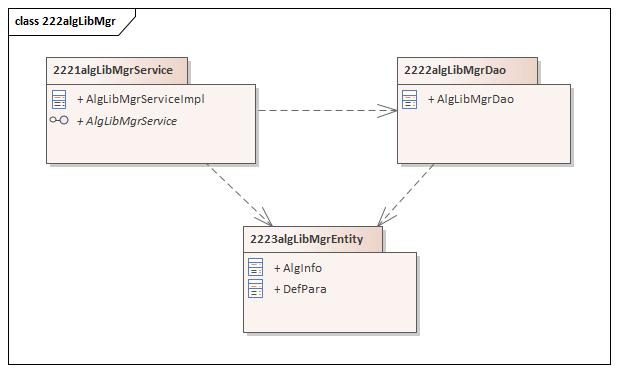 class 222algLibMgr
2221algLibMgrService
+ AlgLibMgrServiceImpl
+ AlgLibMgrService
2222algLibMgrDao
+ AlgLibMgrDao
2223algLibMgrEntity
+ AlgInfo
+ DefPara